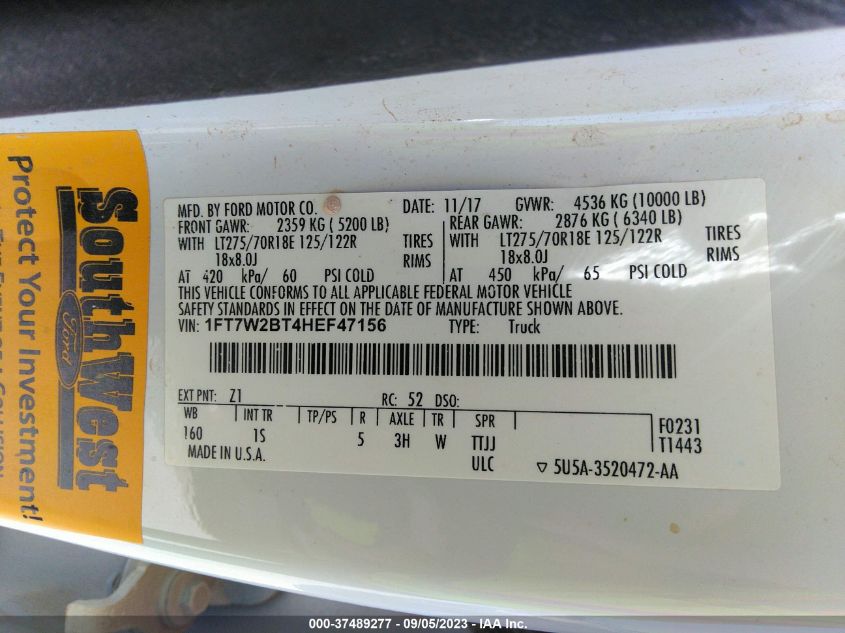 MFD. BY FORD MOTOR CO.
DATE: 11/17 GVWR: 4536 KG (10000 LB)
FRONT GAWR: 2359 KG ( 5200 LB)
WITH LT275/70R18E 125/122R TIRES
18x8.0J RIMS
AT 420 kPa/ 60 PSI COLD
REAR GAWR: 2876 KG ( 6340 LB)
WITH LT275/70R18E 125/122R TIRES
18x8.0J RIMS
AT 450 kPa/ 65 PSI COLD
THIS VEHICLE CONFORMS TO ALL APPLICABLE FEDERAL MOTOR VEHICLE
SAFETY STANDARDS IN EFFECT ON THE DATE OF MANUFACTURE SHOWN ABOVE.
VIN: 1FT7W2BT4HEF47156 TYPE: Truck
EXT PNT: Z1 RC: 52 DSO:
WB INT TR TP/PS R AXLE TR SPR
160 1S 5 3H W TTJJ
ULC
F0231
T1443
MADE IN U.S.A.
5U5A-3520472-AA
SouthWest
Ford
Protect Your Investment!
000-37489277 - 09/05/2023 - © Copyright 2023, IAA, Inc.